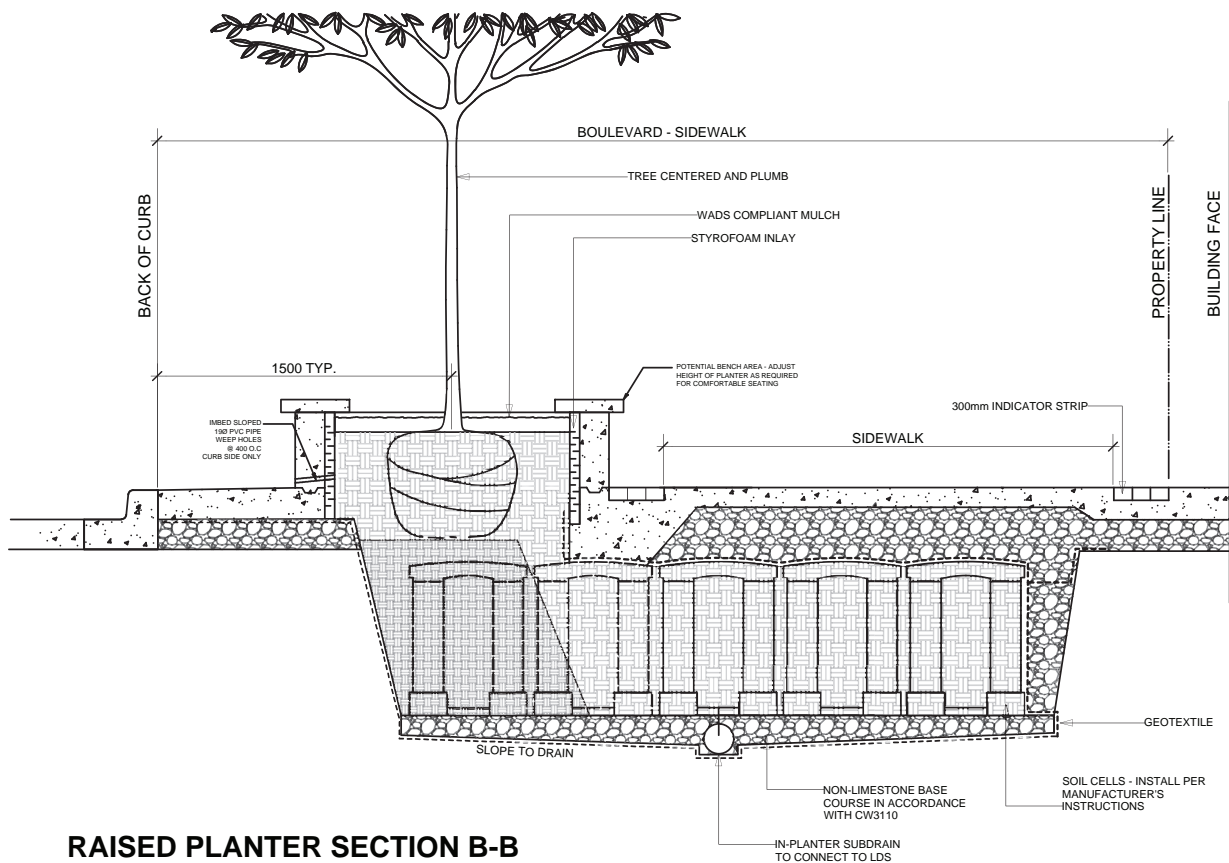 BOULEVARD - SIDEWALK
TREE CENTERED AND PLUMB
WADS COMPLIANT MULCH
STYROFOAM INLAY
BACK OF CURB
PROPERTY LINE
BUILDING FACE
1500 TYP.
POTENTIAL BENCH AREA - ADJUST
HEIGHT OF PLANTER AS REQUIRED
FOR COMFORTABLE SEATING
300mm INDICATOR STRIP
IMBED SLOPED
19Ø PVC PIPE
WEEP HOLES
@ 400 O.C
CURB SIDE ONLY
SIDEWALK
GEOTEXTILE
SLOPE TO DRAIN
NON-LIMESTONE BASE
COURSE IN ACCORDANCE
WITH CW3110
SOIL CELLS - INSTALL PER
MANUFACTURER'S
INSTRUCTIONS
IN-PLANTER SUBDRAIN
TO CONNECT TO LDS
RAISED PLANTER SECTION B-B